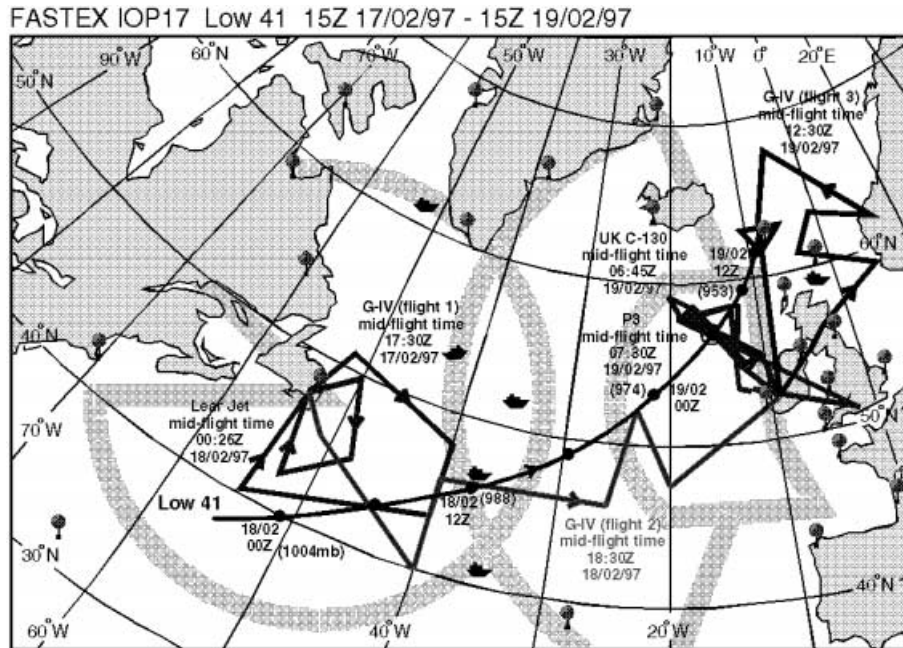 FASTEX IOP17 Low 41 15Z 17/02/97 - 15Z 19/02/97
90°W
60°N
70°W
50°W
30°W
10°W
0°
20°E
50°N
G-IV (flight 3)
mid-flight time
12:30Z
19/02/97
UK C-130
mid-flight time
06:45Z
19/02/97
19/02
12Z
(953)
60°N
G-IV (flight 1)
mid-flight time
17:30Z
17/02/97
P3
mid-flight time
07:30Z
19/02/97
(974)
19/02
00Z
40°N
Lear Jet
mid-flight time
00:26Z
18/02/97
50°N
70°W
Low 41
18/02
00Z
(1004mb)
18/02
12Z
(988)
G-IV (flight 2)
mid-flight time
18:30Z
18/02/97
30°N
40°N
60°W
40°W
20°W